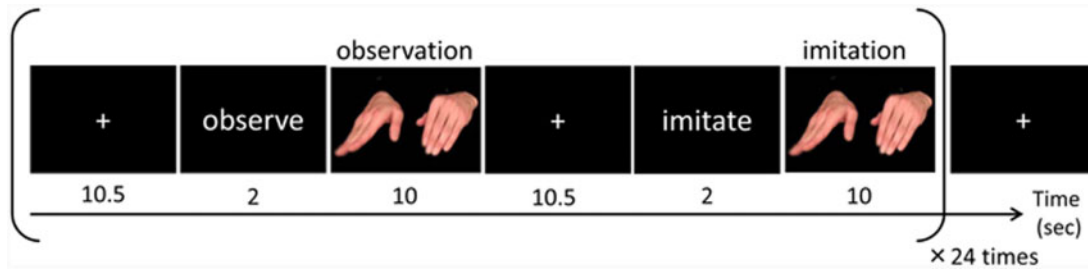 observation imitation
+ observe + imitate +
10.5 2 10 10.5 2 10 Time
(sec)
× 24 times